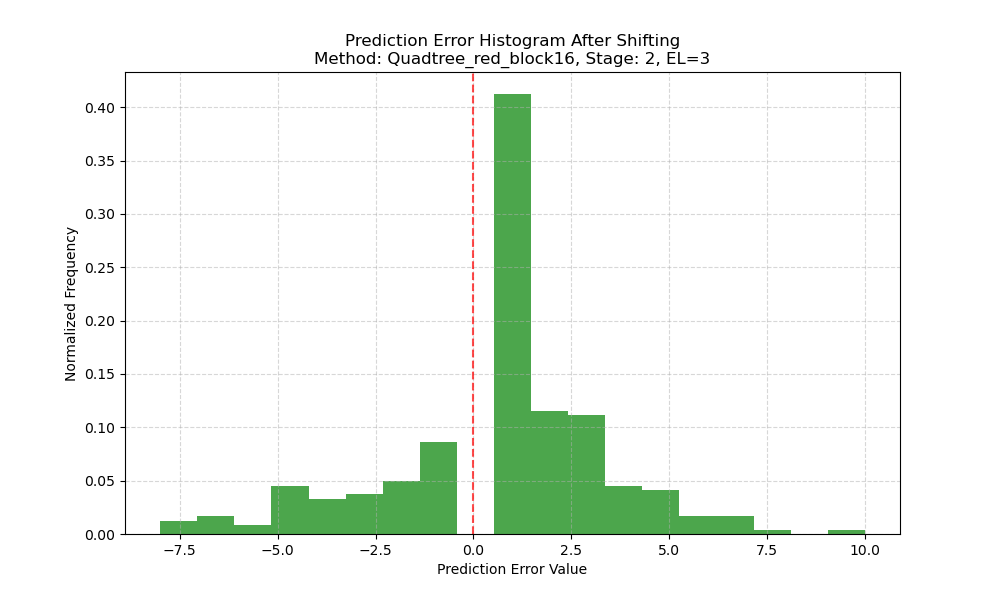 Prediction Error Histogram After Shifting
Method: Quadtree_red_block16, Stage: 2, EL=3
Normalized Frequency
0.40
0.35
0.30
0.25
0.20
0.15
0.10
0.05
0.00
−7.5 −5.0 −2.5 0.0 2.5 5.0 7.5 10.0
Prediction Error Value